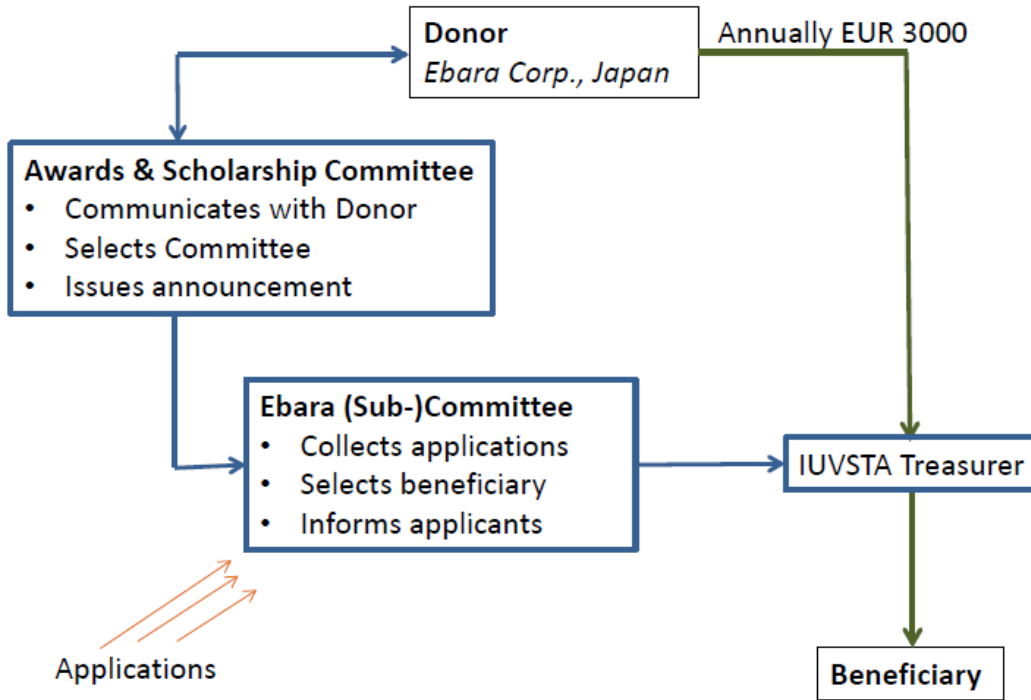 Donor
Ebara Corp., Japan
Annually EUR 3000
Awards & Scholarship Committee
• Communicates with Donor
• Selects Committee
• Issues announcement
Ebara (Sub-)Committee
• Collects applications
• Selects beneficiary
• Informs applicants
IUVSTA Treasurer
Applications
Beneficiary